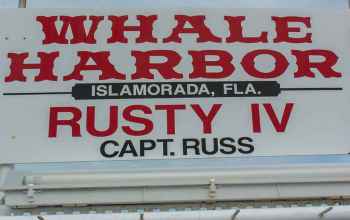 WHALE
HARBOR
ISLAMORADA, FLA.
RUSTY IV
CAPT. RUSS